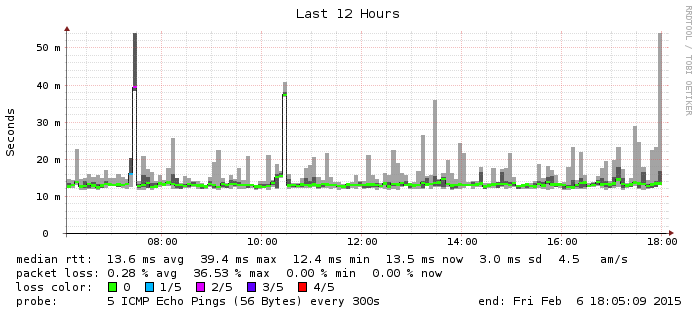 Last 12 Hours
RRDTOOL / TOBI OETIKER
Seconds
50 m
40 m
30 m
20 m
10 m
0
08:00 10:00 12:00 14:00 16:00 18:00
median rtt: 13.6 ms avg 39.4 ms max 12.4 ms min 13.5 ms now 3.0 ms sd 4.5 am/s
packet loss: 0.28 % avg 36.53 % max 0.00 % min 0.00 % now
loss color: 0 1/5 2/5 3/5 4/5
probe: 5 ICMP Echo Pings (56 Bytes) every 300s end: Fri Feb 6 18:05:09 2015